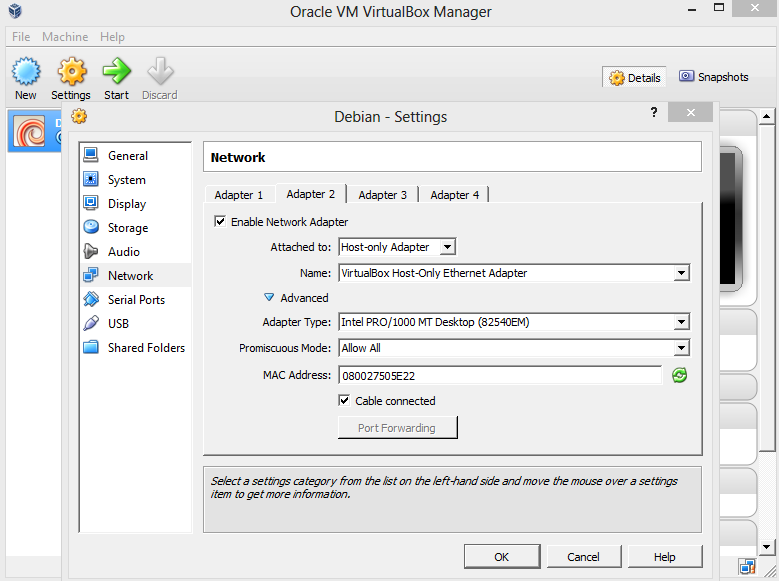 Oracle VM VirtualBox Manager
File Machine Help
New Settings Start Discard
Details Snapshots
Debian - Settings
?
General
System
Display
Storage
Audio
Network
Serial Ports
USB
Shared Folders
Network
Adapter 1 Adapter 2 Adapter 3 Adapter 4
Enable Network Adapter
Attached to: Host-only Adapter
Name: VirtualBox Host-Only Ethernet Adapter
Advanced
Adapter Type: Intel PRO/1000 MT Desktop (82540EM)
Promiscuous Mode: Allow All
MAC Address: 080027505E22
Cable connected
Port Forwarding
Select a settings category from the list on the left-hand side and move the mouse over a settings
item to get more information.
OK Cancel Help